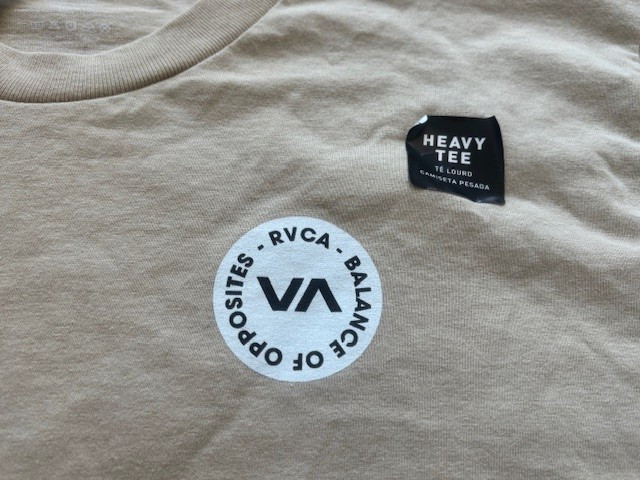 HEAVY
TEE
TÉ LOURD
CAMISETA PESADA
- RVCA - BALANCE OF OPPOSITES
VA